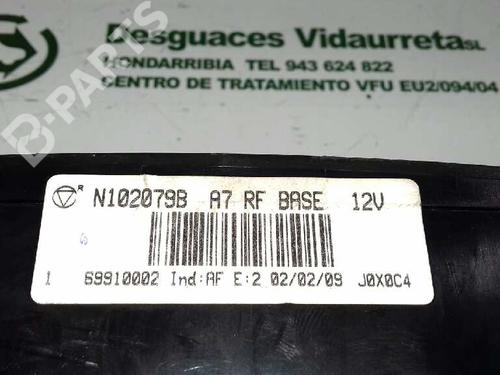 Desguaces Vidaurreta SL
HONDARRIBIA TEL 943 624 822
CENTRO DE TRATAMIENTO VFU EU2/094/04
B-PARTS
R N102079B A7 RF BASE 12V
1 69910002 Ind:AF E:2 02/02/09 J0X0C4